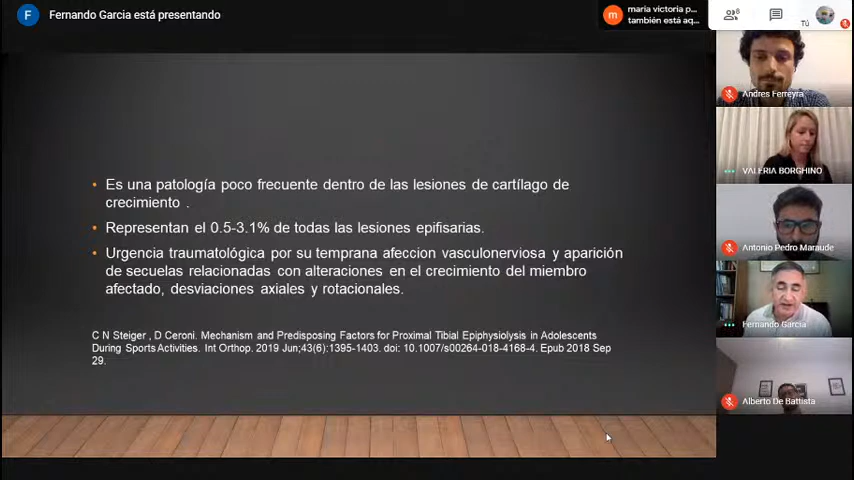 F Fernando Garcia está presentando
m maria victoria p...
también está aq...
8
Tú
Andres Ferreyra
VALERIA BORGHINO
Antonio Pedro Maraude
Fernando Garcia
Alberto De Battista
• Es una patología poco frecuente dentro de las lesiones de cartílago de
crecimiento .
• Representan el 0.5-3.1% de todas las lesiones epifisarias.
• Urgencia traumatológica por su temprana afeccion vasculonerviosa y aparición
de secuelas relacionadas con alteraciones en el crecimiento del miembro
afectado, desviaciones axiales y rotacionales.
C N Steiger , D Ceroni. Mechanism and Predisposing Factors for Proximal Tibial Epiphysiolysis in Adolescents
During Sports Activities. Int Orthop. 2019 Jun;43(6):1395-1403. doi: 10.1007/s00264-018-4168-4. Epub 2018 Sep
29.